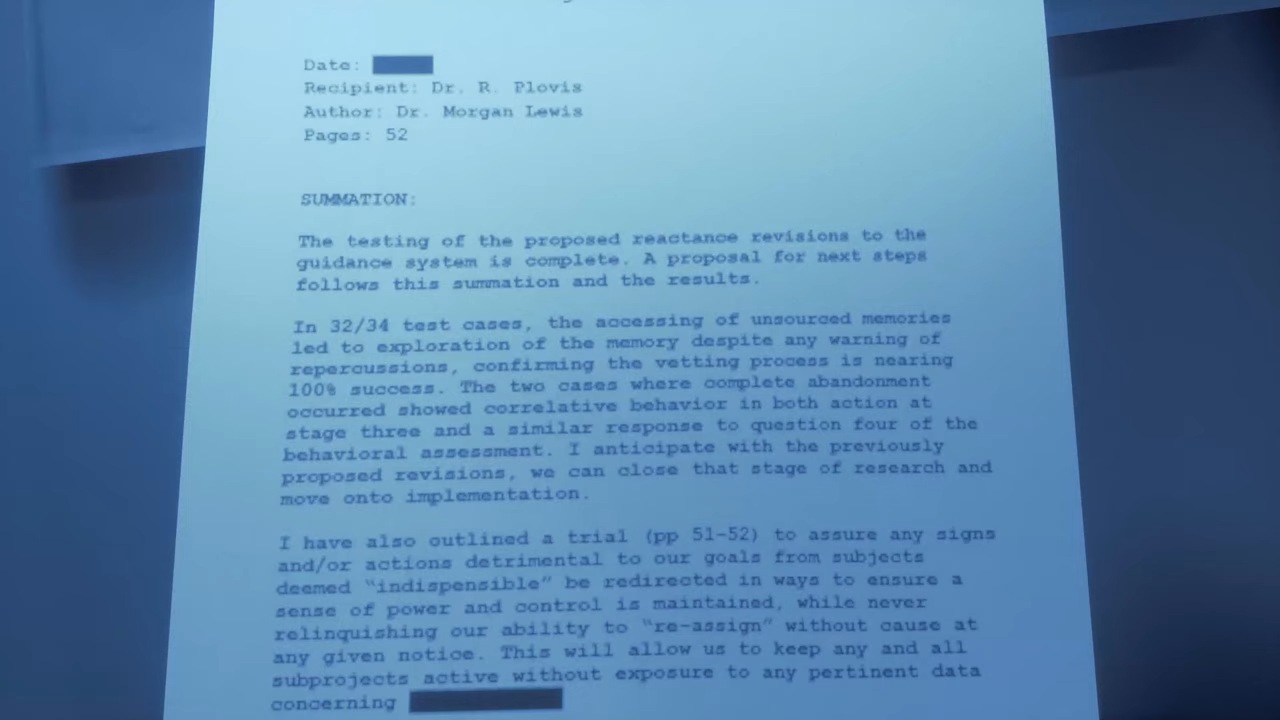 Date:
Recipient: Dr. R. Plovis
Author: Dr. Morgan Lewis
Pages: 52
SUMMATION:
The testing of the proposed reactance revisions to the
guidance system is complete. A proposal for next steps
follows this summation and the results.
In 32/34 test cases, the accessing of unsourced memories
led to exploration of the memory despite any warning of
repercussions, confirming the vetting process is nearing
100% success. The two cases where complete abandonment
occurred showed correlative behavior in both action at
stage three and a similar response to question four of the
behavioral assessment. I anticipate with the previously
proposed revisions, we can close that stage of research and
move onto implementation.
I have also outlined a trial (pp 51-52) to assure any signs
and/or actions detrimental to our goals from subjects
deemed “indispensible” be redirected in ways to ensure a
sense of power and control is maintained, while never
relinquishing our ability to “re-assign” without cause at
any given notice. This will allow us to keep any and all
subprojects active without exposure to any pertinent data
concerning